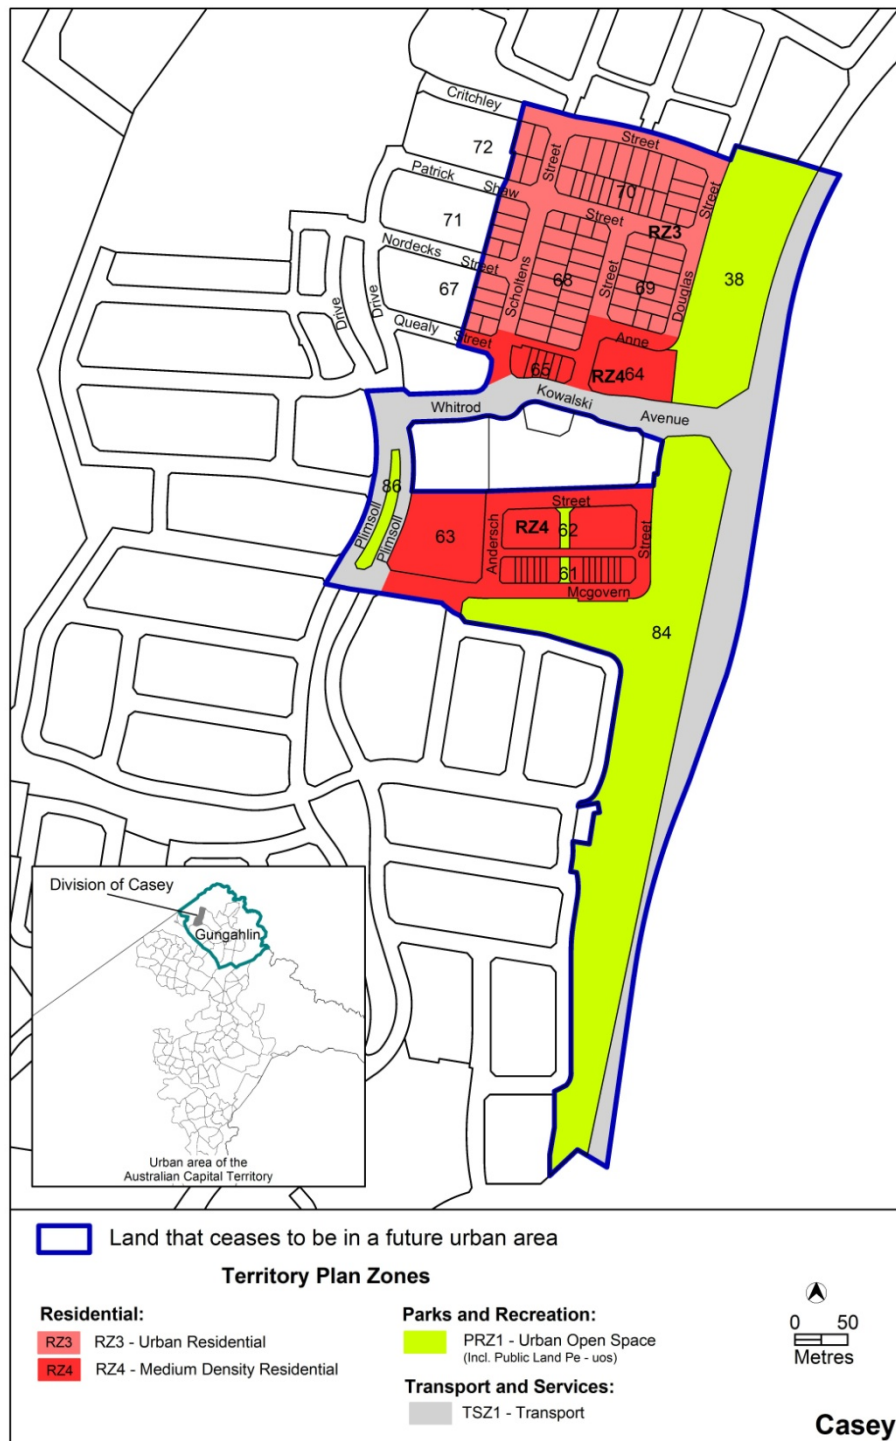 Critchley
Street
72
Street
Patrick
Shaw
70
Street
Street
RZ3
71
Nordecks
Street
Scholtens
68
Street
69
Douglas
38
67
Drive
Drive
Quealy
Street
Anne
65
RZ4
64
Whitrod
Kowalski
Avenue
86
Plimsoll
Plimsoll
63
Andersch
Street
RZ4
62
Street
61
Mcgovern
84
Division of Casey
Gungahlin
Urban area of the
Australian Capital Territory
Land that ceases to be in a future urban area
Territory Plan Zones
Residential:
RZ3 RZ3 - Urban Residential
RZ4 RZ4 - Medium Density Residential
Parks and Recreation:
PRZ1 - Urban Open Space
(Incl. Public Land Pe - uos)
Transport and Services:
TSZ1 - Transport
0 50
Metres
Casey